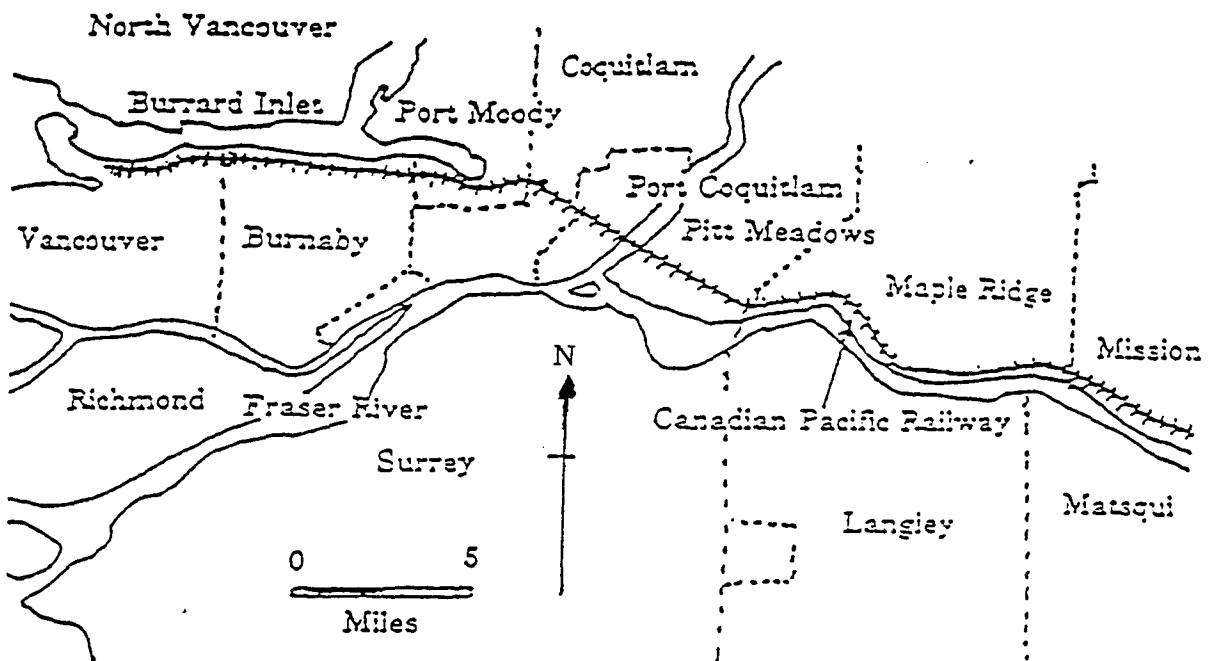 North Vancouver
Coquitlam
Burrard Inlet
Port Moody
Port Coquitlam
Vancouver
Burnaby
Pitt Meadows
Maple Ridge
Mission
N
Richmond
Fraser River
Canadian Pacific Railway
Surrey
Matsqui
Langley
0 5
Miles